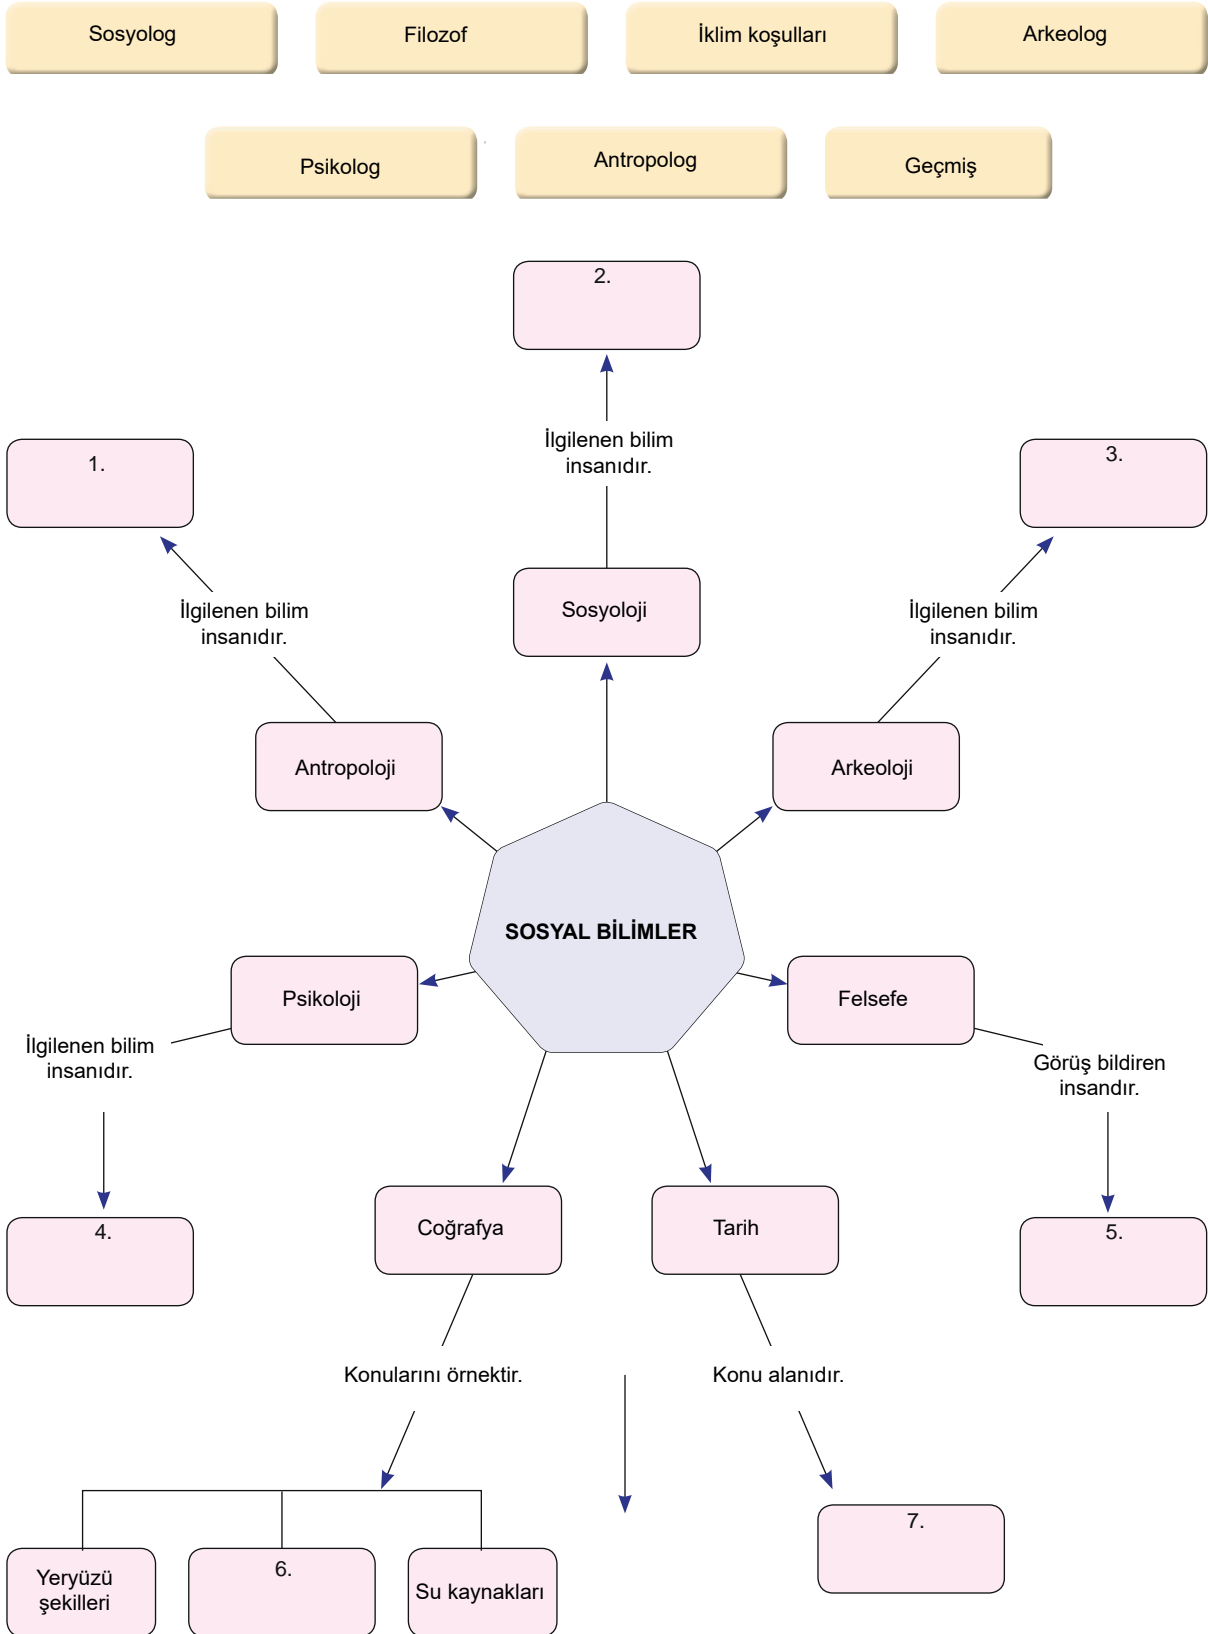 Sosyolog
Filozof
İklim koşulları
Arkeolog
Psikolog
Antropolog
Geçmiş
2.
İlgilenen bilim
insanıdır.
1.
3.
Sosyoloji
İlgilenen bilim
insanıdır.
İlgilenen bilim
insanıdır.
Antropoloji
Arkeoloji
SOSYAL BİLİMLER
Psikoloji
Felsefe
İlgilenen bilim
insanıdır.
Görüş bildiren
insandır.
4.
Coğrafya
Tarih
5.
Konularını örnektir.
Konu alanıdır.
7.
Yeryüzü
şekilleri
6.
Su kaynakları